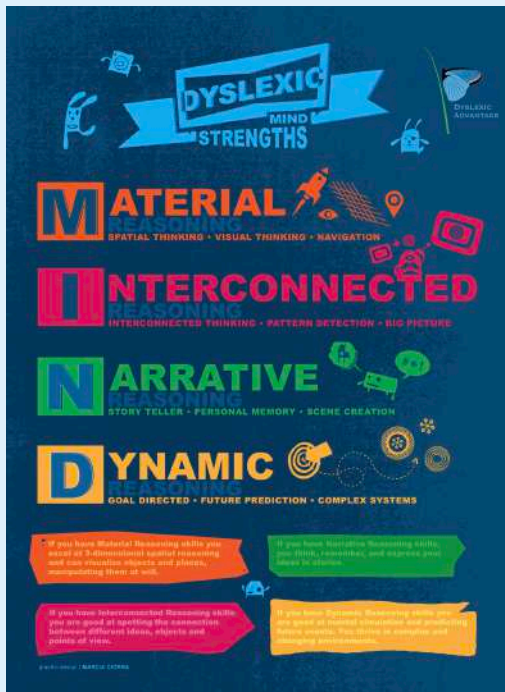 DYSLEXIC
MIND
STRENGTHS
DYSLEXIC
ADVANTAGE
MATERIAL
REASONING
SPATIAL THINKING • VISUAL THINKING • NAVIGATION
INTERCONNECTED
REASONING
INTERCONNECTED THINKING • PATTERN DETECTION • BIG PICTURE
NARRATIVE
REASONING
STORY TELLER • PERSONAL MEMORY • SCENE CREATION
DYNAMIC
REASONING
GOAL DIRECTED • FUTURE PREDICTION • COMPLEX SYSTEMS
If you have Material Reasoning skills you
excel at 3-dimensional spatial reasoning
and can visualize objects and places,
manipulating them at will.
If you have Narrative Reasoning skills,
you think, remember, and express your
ideas in stories.
If you have Interconnected Reasoning skills
you are good at spotting the connection
between different ideas, objects and
points of view.
If you have Dynamic Reasoning skills you
are good at mental simulation and predicting
future events. You thrive in complex and
changing environments.